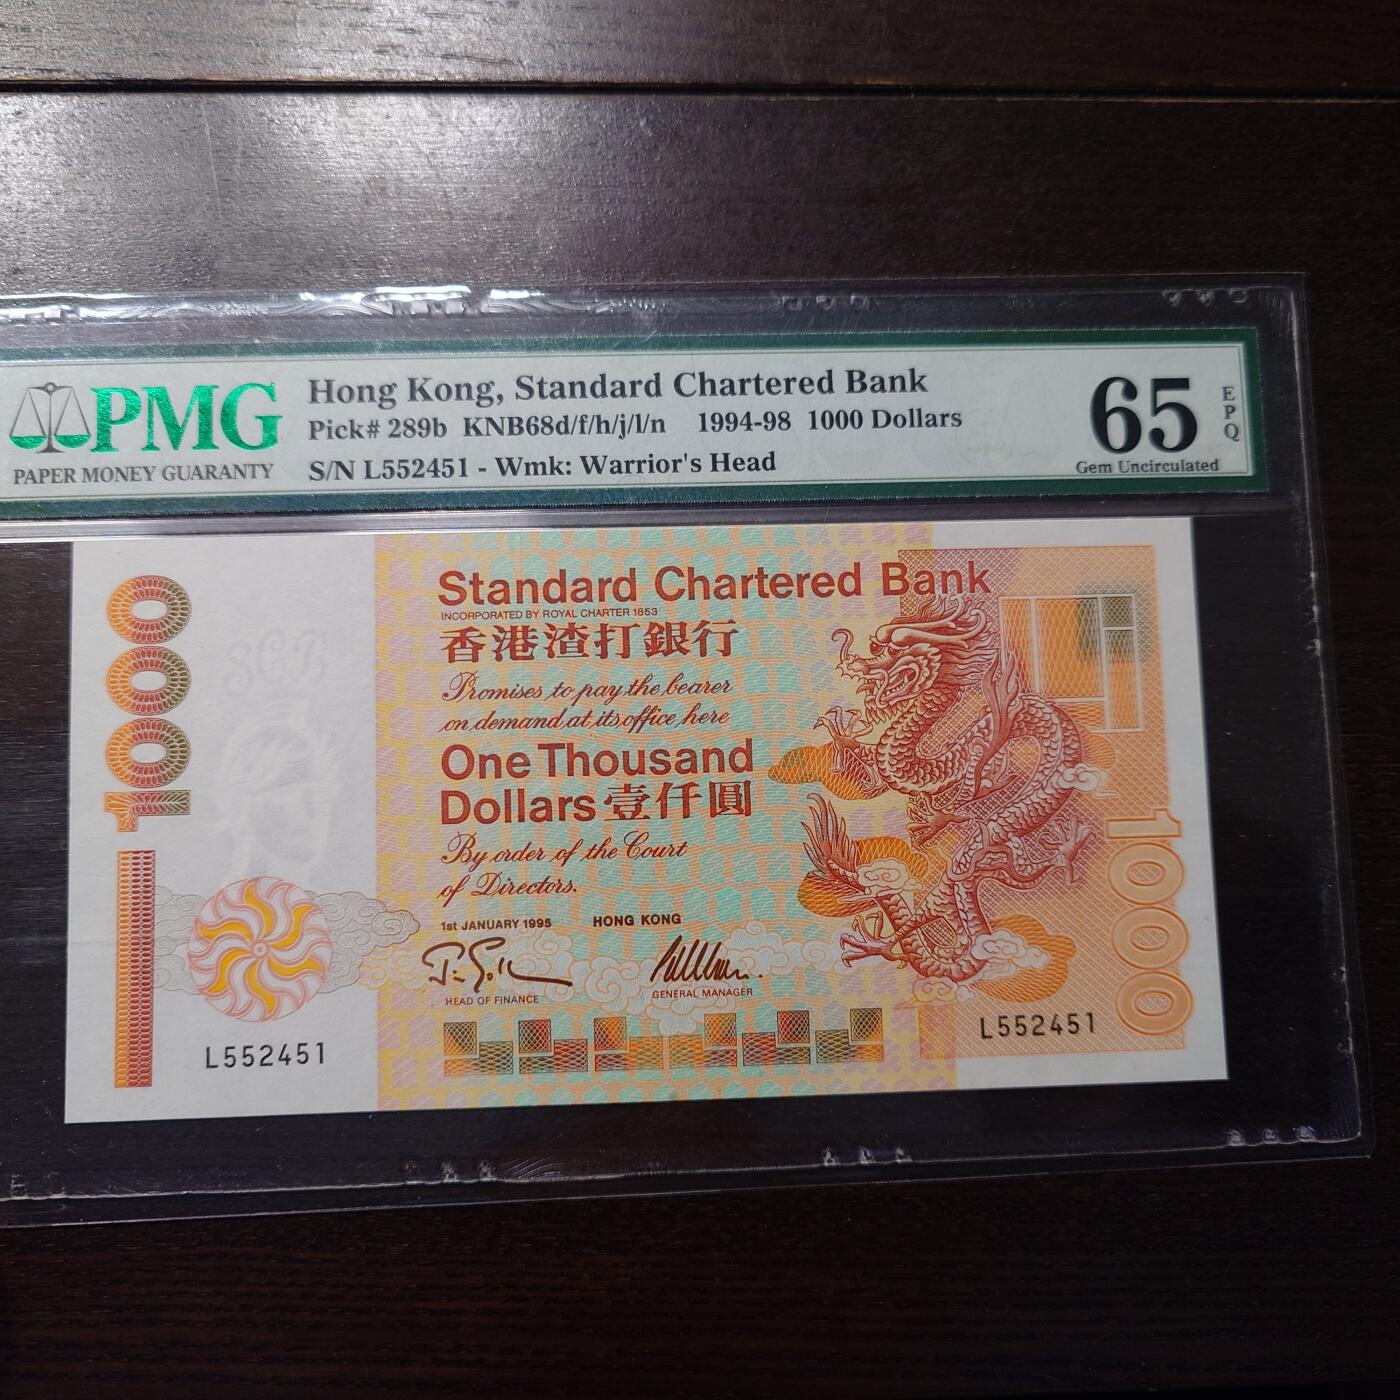 PMG
PAPER MONEY GUARANTY
Hong Kong, Standard Chartered Bank
Pick# 289b KNB68d/f/h/j/l/n 1994-98 1000 Dollars
S/N L552451 - Wmk: Warrior's Head
65
EPQ
Gem Uncirculated
1000
SCB
Standard Chartered Bank
INCORPORATED BY ROYAL CHARTER 1853
香港渣打銀行
Promises to pay the bearer
on demand at its office here
One Thousand
Dollars 壹仟圓
By order of the Court
of Directors.
1st JANUARY 1995 HONG KONG
HEAD OF FINANCE
GENERAL MANAGER
L552451
L552451
1000